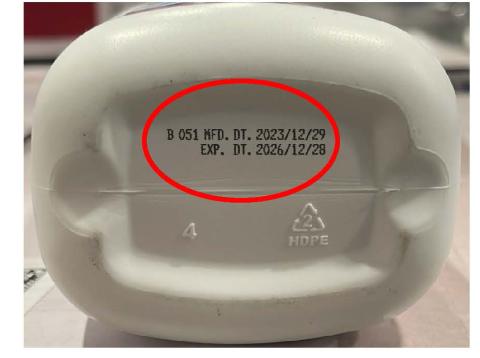 B 051 MFD. DT. 2023/12/29
EXP. DT. 2026/12/28
4
2
HDPE